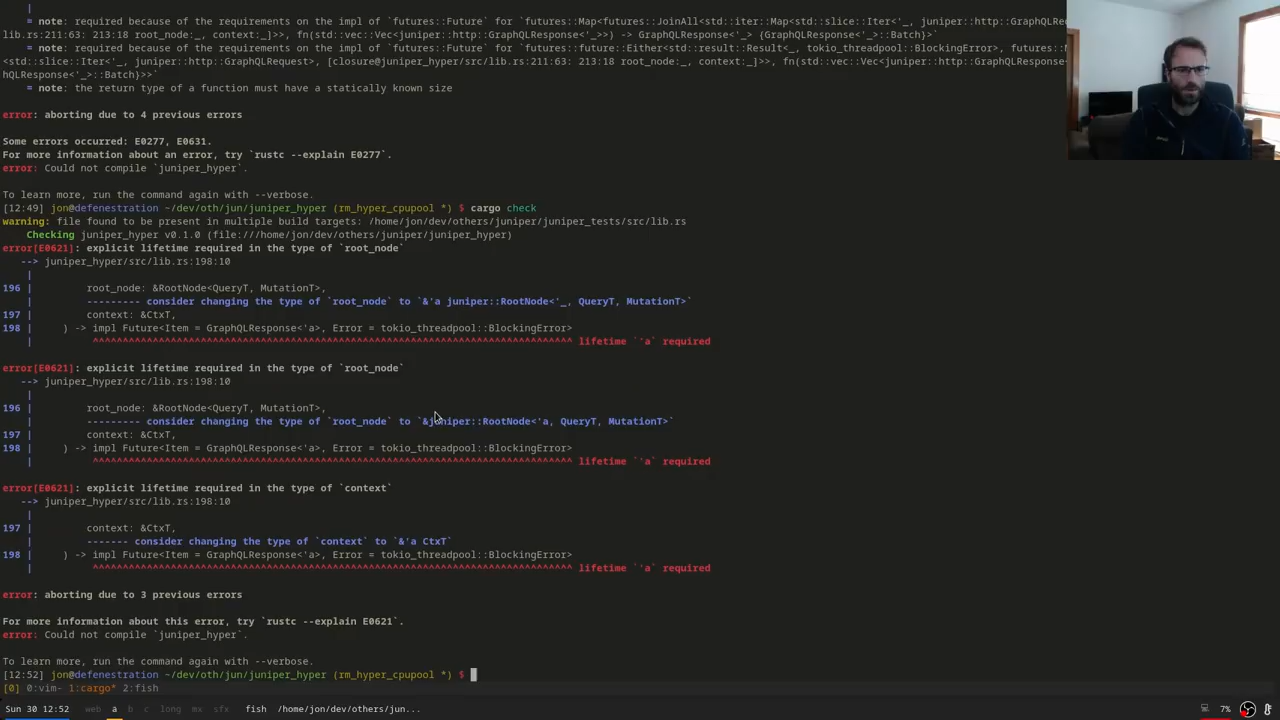 |
= note: required because of the requirements on the impl of `futures::Future` for `futures::Map<futures::JoinAll<std::iter::Map<std::slice::Iter<'_, juniper::http::GraphQLRe
lib.rs:211:63: 213:18 root_node:_, context:_]>>, fn(std::vec::Vec<juniper::http::GraphQLResponse<'_>>) -> GraphQLResponse<'_> {GraphQLResponse<'_>::Batch}>`
= note: required because of the requirements on the impl of `futures::Future` for `futures::future::Either<std::result::Result<_, tokio_threadpool::BlockingError>, futures::M
<std::slice::Iter<'_, juniper::http::GraphQLRequest>, [closure@juniper_hyper/src/lib.rs:211:63: 213:18 root_node:_, context:_]>>, fn(std::vec::Vec<juniper::http::GraphQLRespon
hQLResponse<'_>::Batch}>>`
= note: the return type of a function must have a statically known size
error: aborting due to 4 previous errors
Some errors occurred: E0277, E0631.
For more information about an error, try `rustc --explain E0277`.
error: Could not compile `juniper_hyper`.
To learn more, run the command again with --verbose.
[12:49] jon@defenestration ~/dev/oth/jun/juniper_hyper (rm_hyper_cpupool *) $ cargo check
warning: file found to be present in multiple build targets: /home/jon/dev/others/juniper/juniper_tests/src/lib.rs
Checking juniper_hyper v0.1.0 (file:///home/jon/dev/others/juniper/juniper_hyper)
error[E0621]: explicit lifetime required in the type of `root_node`
--> juniper_hyper/src/lib.rs:198:10
|
196 | root_node: &RootNode<QueryT, MutationT>,
| --------- consider changing the type of `root_node` to `&'a juniper::RootNode<'_, QueryT, MutationT>`
197 | context: &CtxT,
198 | ) -> impl Future<Item = GraphQLResponse<'a>, Error = tokio_threadpool::BlockingError>
| ^^^^^^^^^^^^^^^^^^^^^^^^^^^^^^^^^^^^^^^^^^^^^^^^^^^^^^^^^^^^^^^^^^^^^^^^^^^^^^^^ lifetime `'a` required
error[E0621]: explicit lifetime required in the type of `root_node`
--> juniper_hyper/src/lib.rs:198:10
|
196 | root_node: &RootNode<QueryT, MutationT>,
| --------- consider changing the type of `root_node` to `&juniper::RootNode<'a, QueryT, MutationT>`
197 | context: &CtxT,
198 | ) -> impl Future<Item = GraphQLResponse<'a>, Error = tokio_threadpool::BlockingError>
| ^^^^^^^^^^^^^^^^^^^^^^^^^^^^^^^^^^^^^^^^^^^^^^^^^^^^^^^^^^^^^^^^^^^^^^^^^^^^^^^^ lifetime `'a` required
error[E0621]: explicit lifetime required in the type of `context`
--> juniper_hyper/src/lib.rs:198:10
|
197 | context: &CtxT,
| ------- consider changing the type of `context` to `&'a CtxT`
198 | ) -> impl Future<Item = GraphQLResponse<'a>, Error = tokio_threadpool::BlockingError>
| ^^^^^^^^^^^^^^^^^^^^^^^^^^^^^^^^^^^^^^^^^^^^^^^^^^^^^^^^^^^^^^^^^^^^^^^^^^^^^^^^ lifetime `'a` required
error: aborting due to 3 previous errors
For more information about this error, try `rustc --explain E0621`.
error: Could not compile `juniper_hyper`.
To learn more, run the command again with --verbose.
[12:52] jon@defenestration ~/dev/oth/jun/juniper_hyper (rm_hyper_cpupool *) $
[0] 0:vim- 1:cargo* 2:fish
Sun 30 12:52 web a b c long mx sfx fish /home/jon/dev/others/jun... 7%